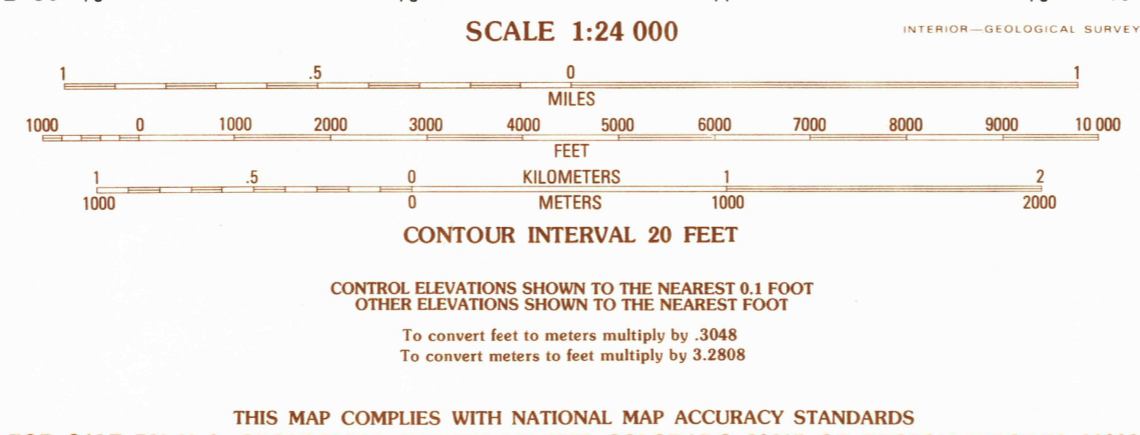 SCALE 1:24 000
INTERIOR—GEOLOGICAL SURVEY
1 .5 0 1
MILES
1000 0 1000 2000 3000 4000 5000 6000 7000 8000 9000 10 000
FEET
1 .5 0 KILOMETERS 1 2
1000 0 METERS 1000 2000
CONTOUR INTERVAL 20 FEET
CONTROL ELEVATIONS SHOWN TO THE NEAREST 0.1 FOOT
OTHER ELEVATIONS SHOWN TO THE NEAREST FOOT
To convert feet to meters multiply by .3048
To convert meters to feet multiply by 3.2808
THIS MAP COMPLIES WITH NATIONAL MAP ACCURACY STANDARDS